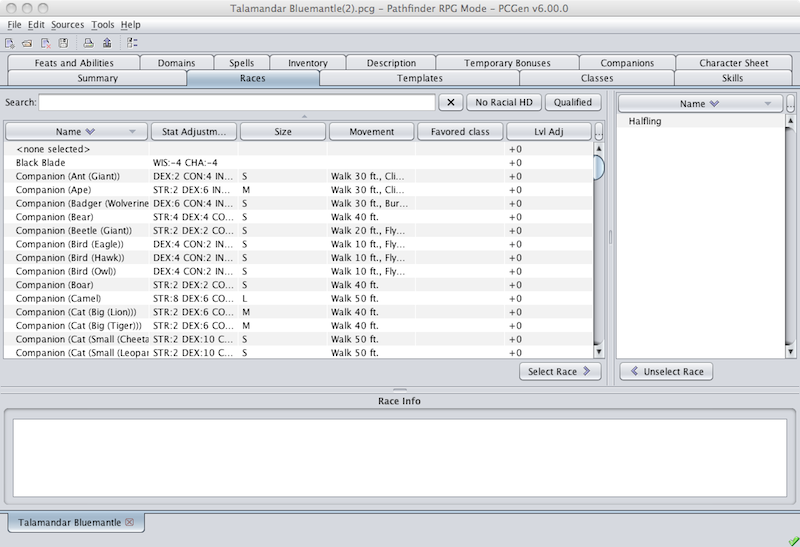 Talamandar Bluemantle(2).pcg – Pathfinder RPG Mode – PCGen v6.00.0
File Edit Sources Tools Help
Feats and Abilities Domains Spells Inventory Description Temporary Bonuses Companions Character Sheet
Summary Races Templates Classes Skills
Search: No Racial HD Qualified
Name Stat Adjustm... Size Movement Favored class Lvl Adj ...
Name ...
Halfling
<none selected> +0
Black Blade WIS:-4 CHA:-4 +0
Companion (Ant (Giant)) DEX:2 CON:4 IN... S Walk 30 ft., Cli... +0
Companion (Ape) STR:2 DEX:6 IN... M Walk 30 ft., Cli... +0
Companion (Badger (Wolverine STR:2 DEX:6 CO... S Walk 30 ft., Bur... +0
Companion (Bear) STR:4 DEX:4 CO... S Walk 40 ft. +0
Companion (Beetle (Giant)) STR:2 DEX:2 CO... S Walk 20 ft., Fly... +0
Companion (Bird (Eagle)) DEX:4 CON:2 IN... S Walk 10 ft., Fly... +0
Companion (Bird (Hawk)) DEX:4 CON:2 IN... S Walk 10 ft., Fly... +0
Companion (Bird (Owl)) DEX:4 CON:2 IN... S Walk 10 ft., Fly... +0
Companion (Boar) STR:2 DEX:2 CO... S Walk 40 ft. +0
Companion (Camel) STR:8 DEX:6 CO... L Walk 50 ft. +0
Companion (Cat (Big (Lion))) STR:2 DEX:6 CO... M Walk 40 ft. +0
Companion (Cat (Big (Tiger))) STR:2 DEX:6 CO... M Walk 40 ft. +0
Companion (Cat (Small (Cheeta STR:2 DEX:10 C... S Walk 50 ft. +0
Companion (Cat (Small (Leopar STR:2 DEX:10 C... S Walk 50 ft. +0
Select Race
Unselect Race
Race Info
Talamandar Bluemantle